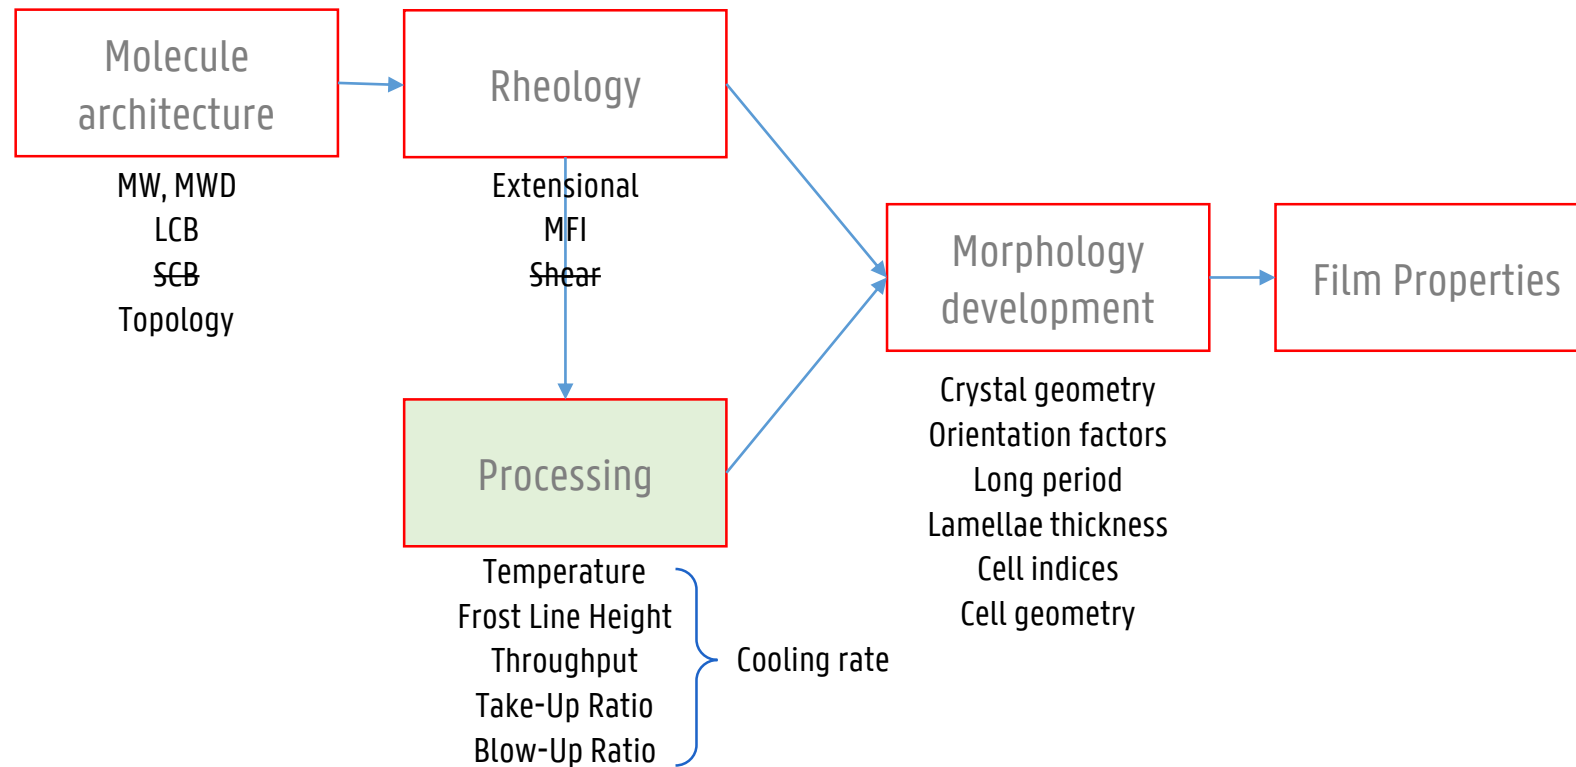 Molecule
architecture
MW, MWD
LCB
SCB
Topology
Rheology
Extensional
MFI
Shear
Processing
Temperature
Frost Line Height
Throughput
Take-Up Ratio
Blow-Up Ratio
Cooling rate
Morphology
development
Crystal geometry
Orientation factors
Long period
Lamellae thickness
Cell indices
Cell geometry
Film Properties